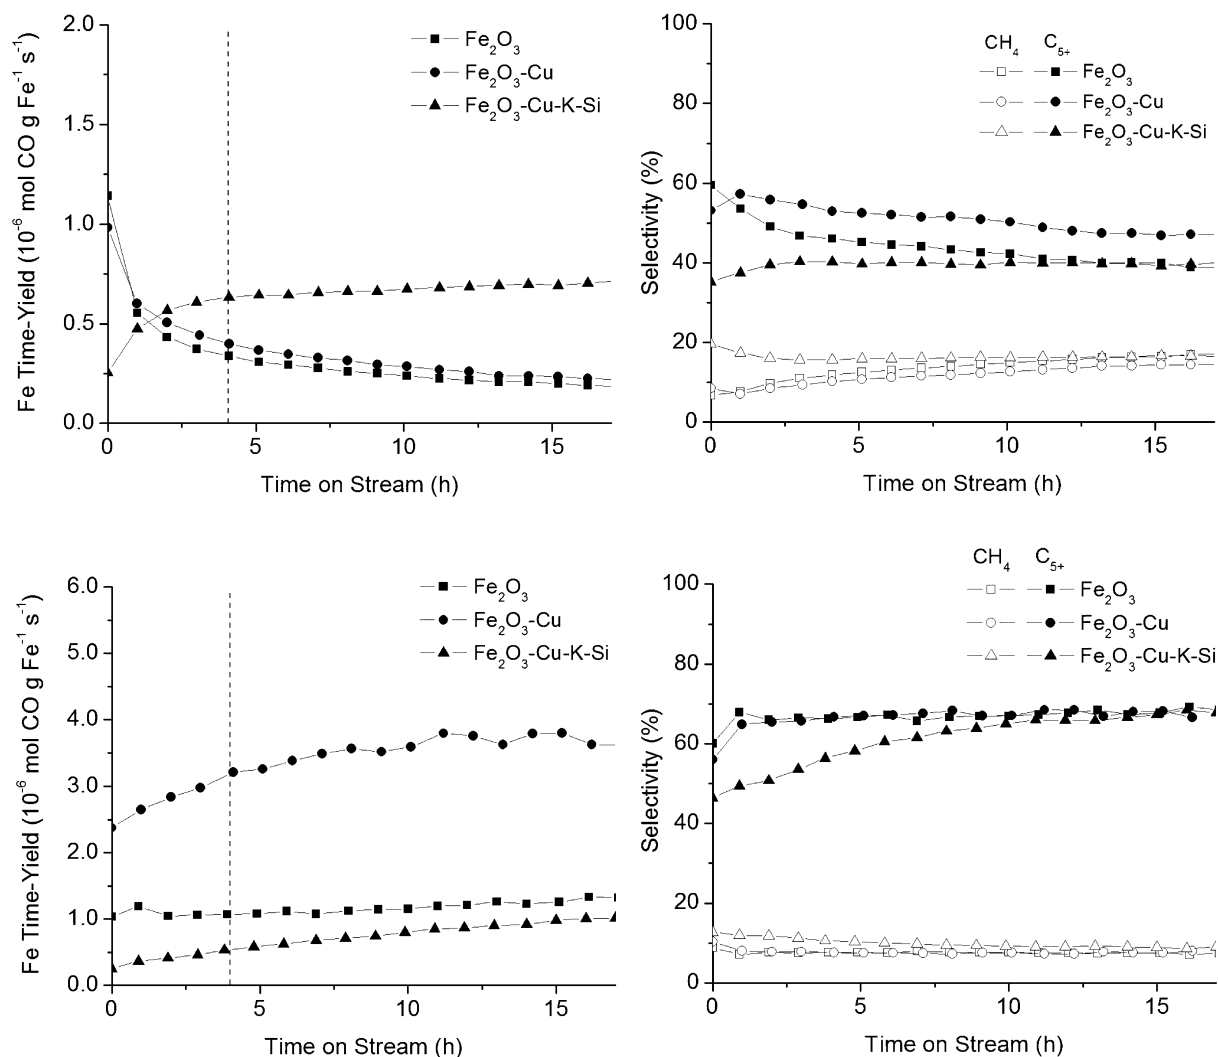 Fe Time-Yield (10⁻⁶ mol CO g Fe⁻¹ s⁻¹)
2.0
1.5
1.0
0.5
0.0
Fe₂O₃
Fe₂O₃-Cu
Fe₂O₃-Cu-K-Si
0 5 10 15
Time on Stream (h)
Selectivity (%)
100
80
60
40
20
0
CH₄ C₅₊
Fe₂O₃
Fe₂O₃-Cu
Fe₂O₃-Cu-K-Si
0 5 10 15
Time on Stream (h)
Fe Time-Yield (10⁻⁶ mol CO g Fe⁻¹ s⁻¹)
6.0
5.0
4.0
3.0
2.0
1.0
0.0
Fe₂O₃
Fe₂O₃-Cu
Fe₂O₃-Cu-K-Si
0 5 10 15
Time on Stream (h)
Selectivity (%)
100
80
60
40
20
0
CH₄ C₅₊
Fe₂O₃
Fe₂O₃-Cu
Fe₂O₃-Cu-K-Si
0 5 10 15
Time on Stream (h)